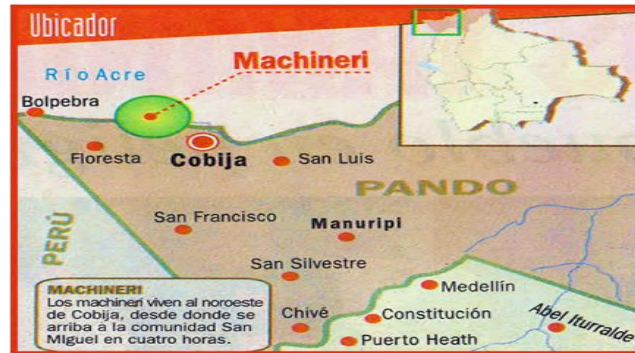 Ubicador
Machineri
Río Acre
Bolpebra
Floresta
Cobija
San Luis
PANDO
PERÚ
San Francisco
Manuripi
San Silvestre
Medellín
Chivé
Constitución
Abel Iturralde
Puerto Heath
MACHINERI
Los machineri viven al noroeste
de Cobija, desde donde se
arriba a la comunidad San
MIguel en cuatro horas.